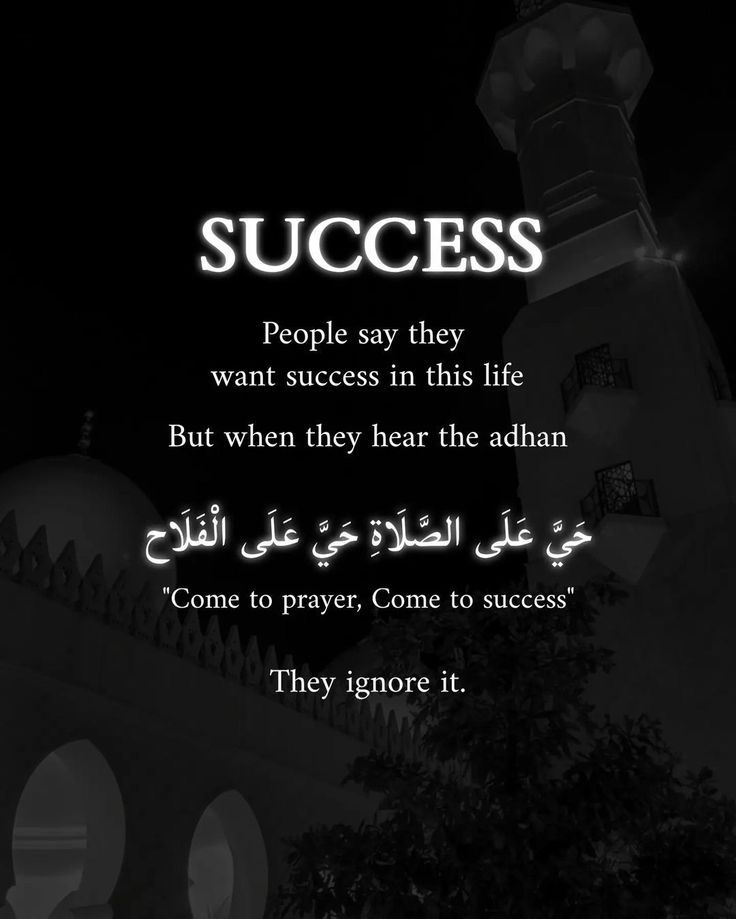 SUCCESS
People say they
want success in this life
But when they hear the adhan
حَيَّ عَلَى الصَّلَاةِ حَيَّ عَلَى الْفَلَاح
"Come to prayer, Come to success"
They ignore it.